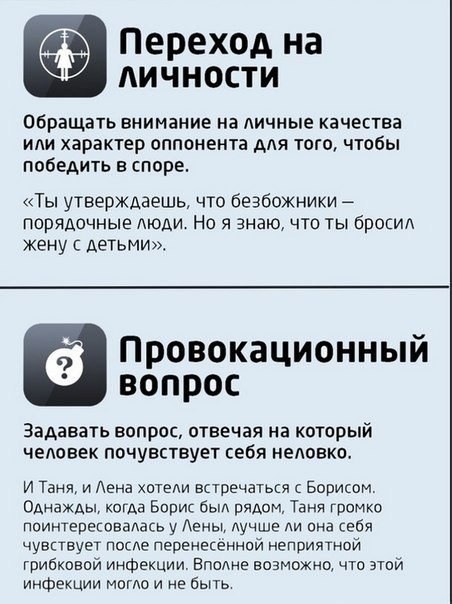 Переход на
личности
Обращать внимание на личные качества
или характер оппонента для того, чтобы
победить в споре.
«Ты утверждаешь, что безбожники —
порядочные люди. Но я знаю, что ты бросил
жену с детьми».
?
Провокационный
вопрос
Задавать вопрос, отвечая на который
человек почувствует себя неловко.
И Таня, и Лена хотели встречаться с Борисом.
Однажды, когда Борис был рядом, Таня громко
поинтересовалась у Лены, лучше ли она себя
чувствует после перенесённой неприятной
грибковой инфекции. Вполне возможно, что этой
инфекции могло и не быть.